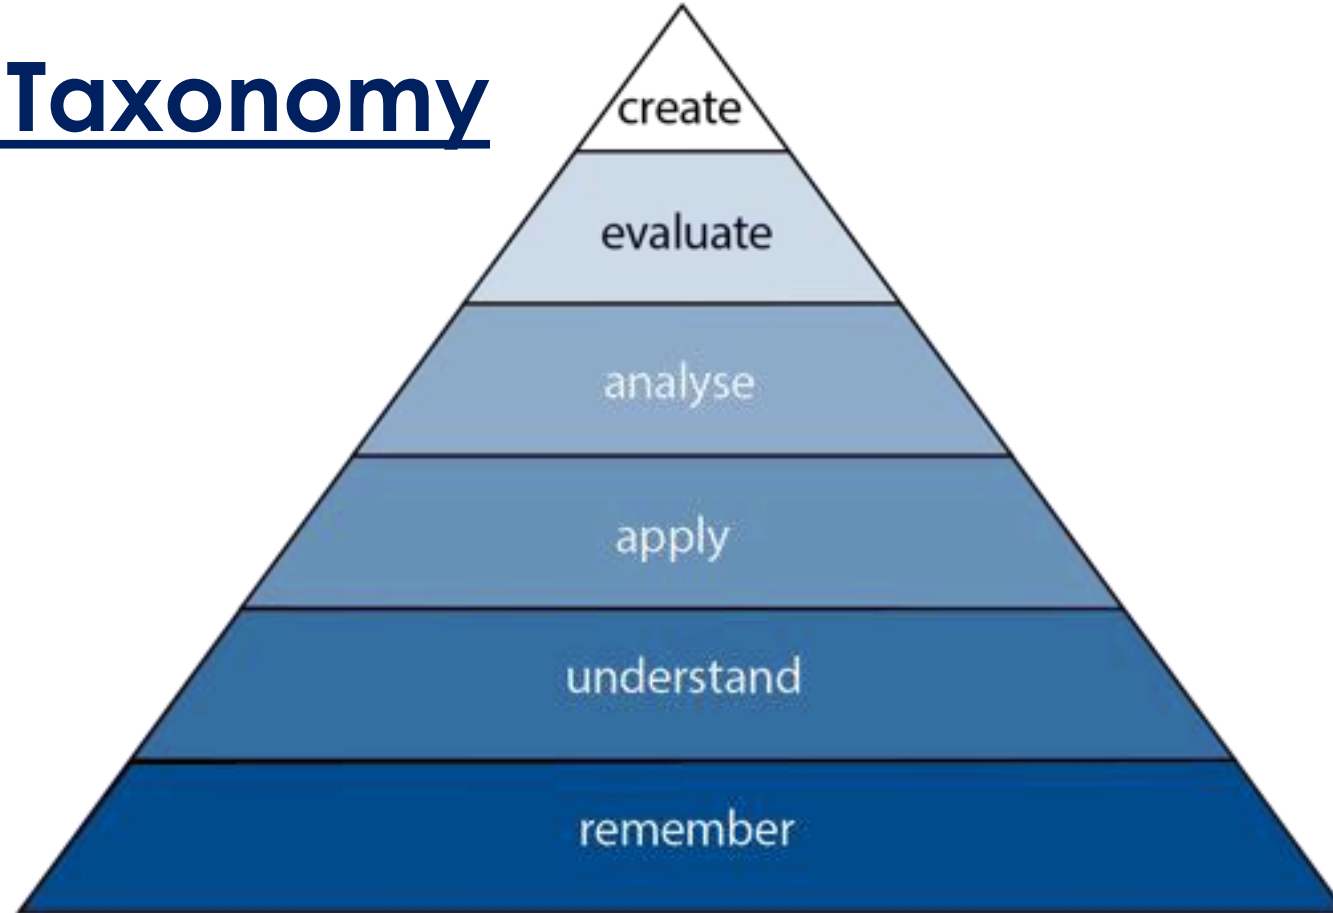 Taxonomy
create
evaluate
analyse
apply
understand
remember